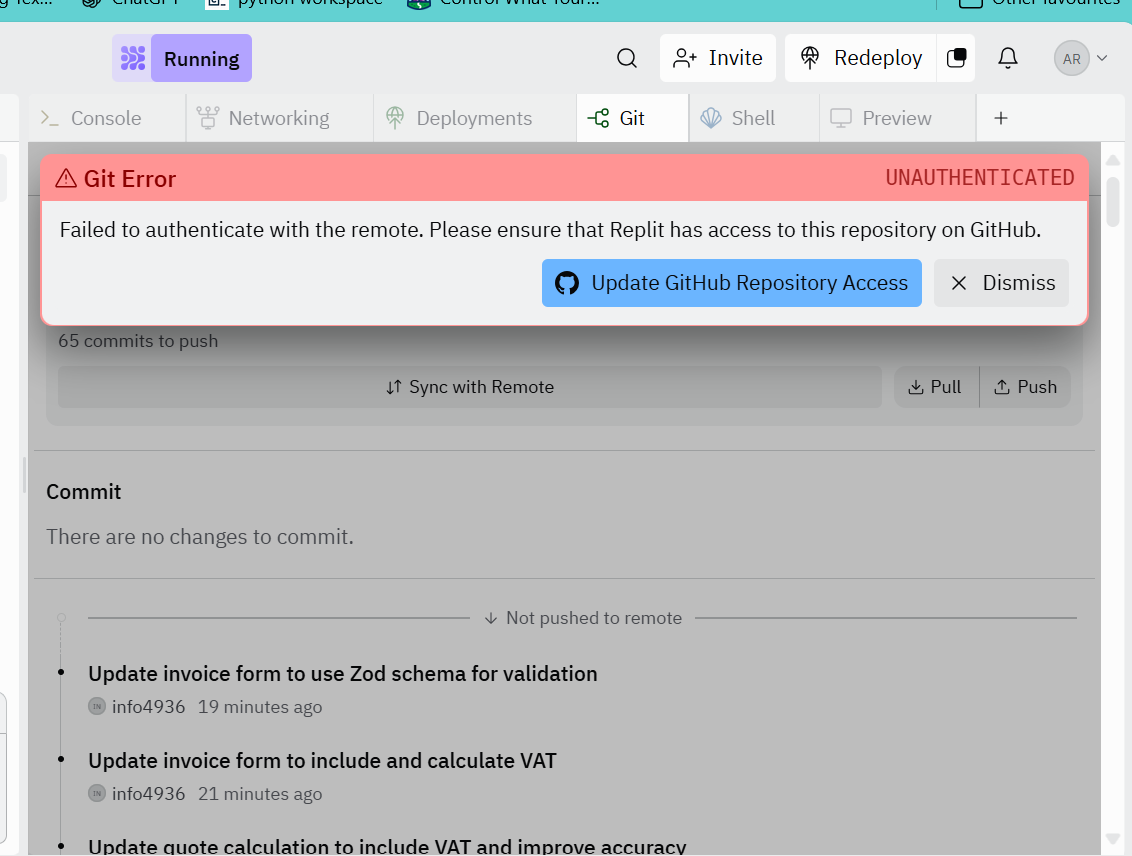 python workspace
Running
Invite
Redeploy
AR
Console
Networking
Deployments
Git
Shell
Preview
Git Error
UNAUTHENTICATED
Failed to authenticate with the remote. Please ensure that Replit has access to this repository on GitHub.
Update GitHub Repository Access
Dismiss
65 commits to push
Sync with Remote
Pull
Push
Commit
There are no changes to commit.
Not pushed to remote
Update invoice form to use Zod schema for validation
IN info4936 19 minutes ago
Update invoice form to include and calculate VAT
IN info4936 21 minutes ago
Update quote calculation to include VAT and improve accuracy